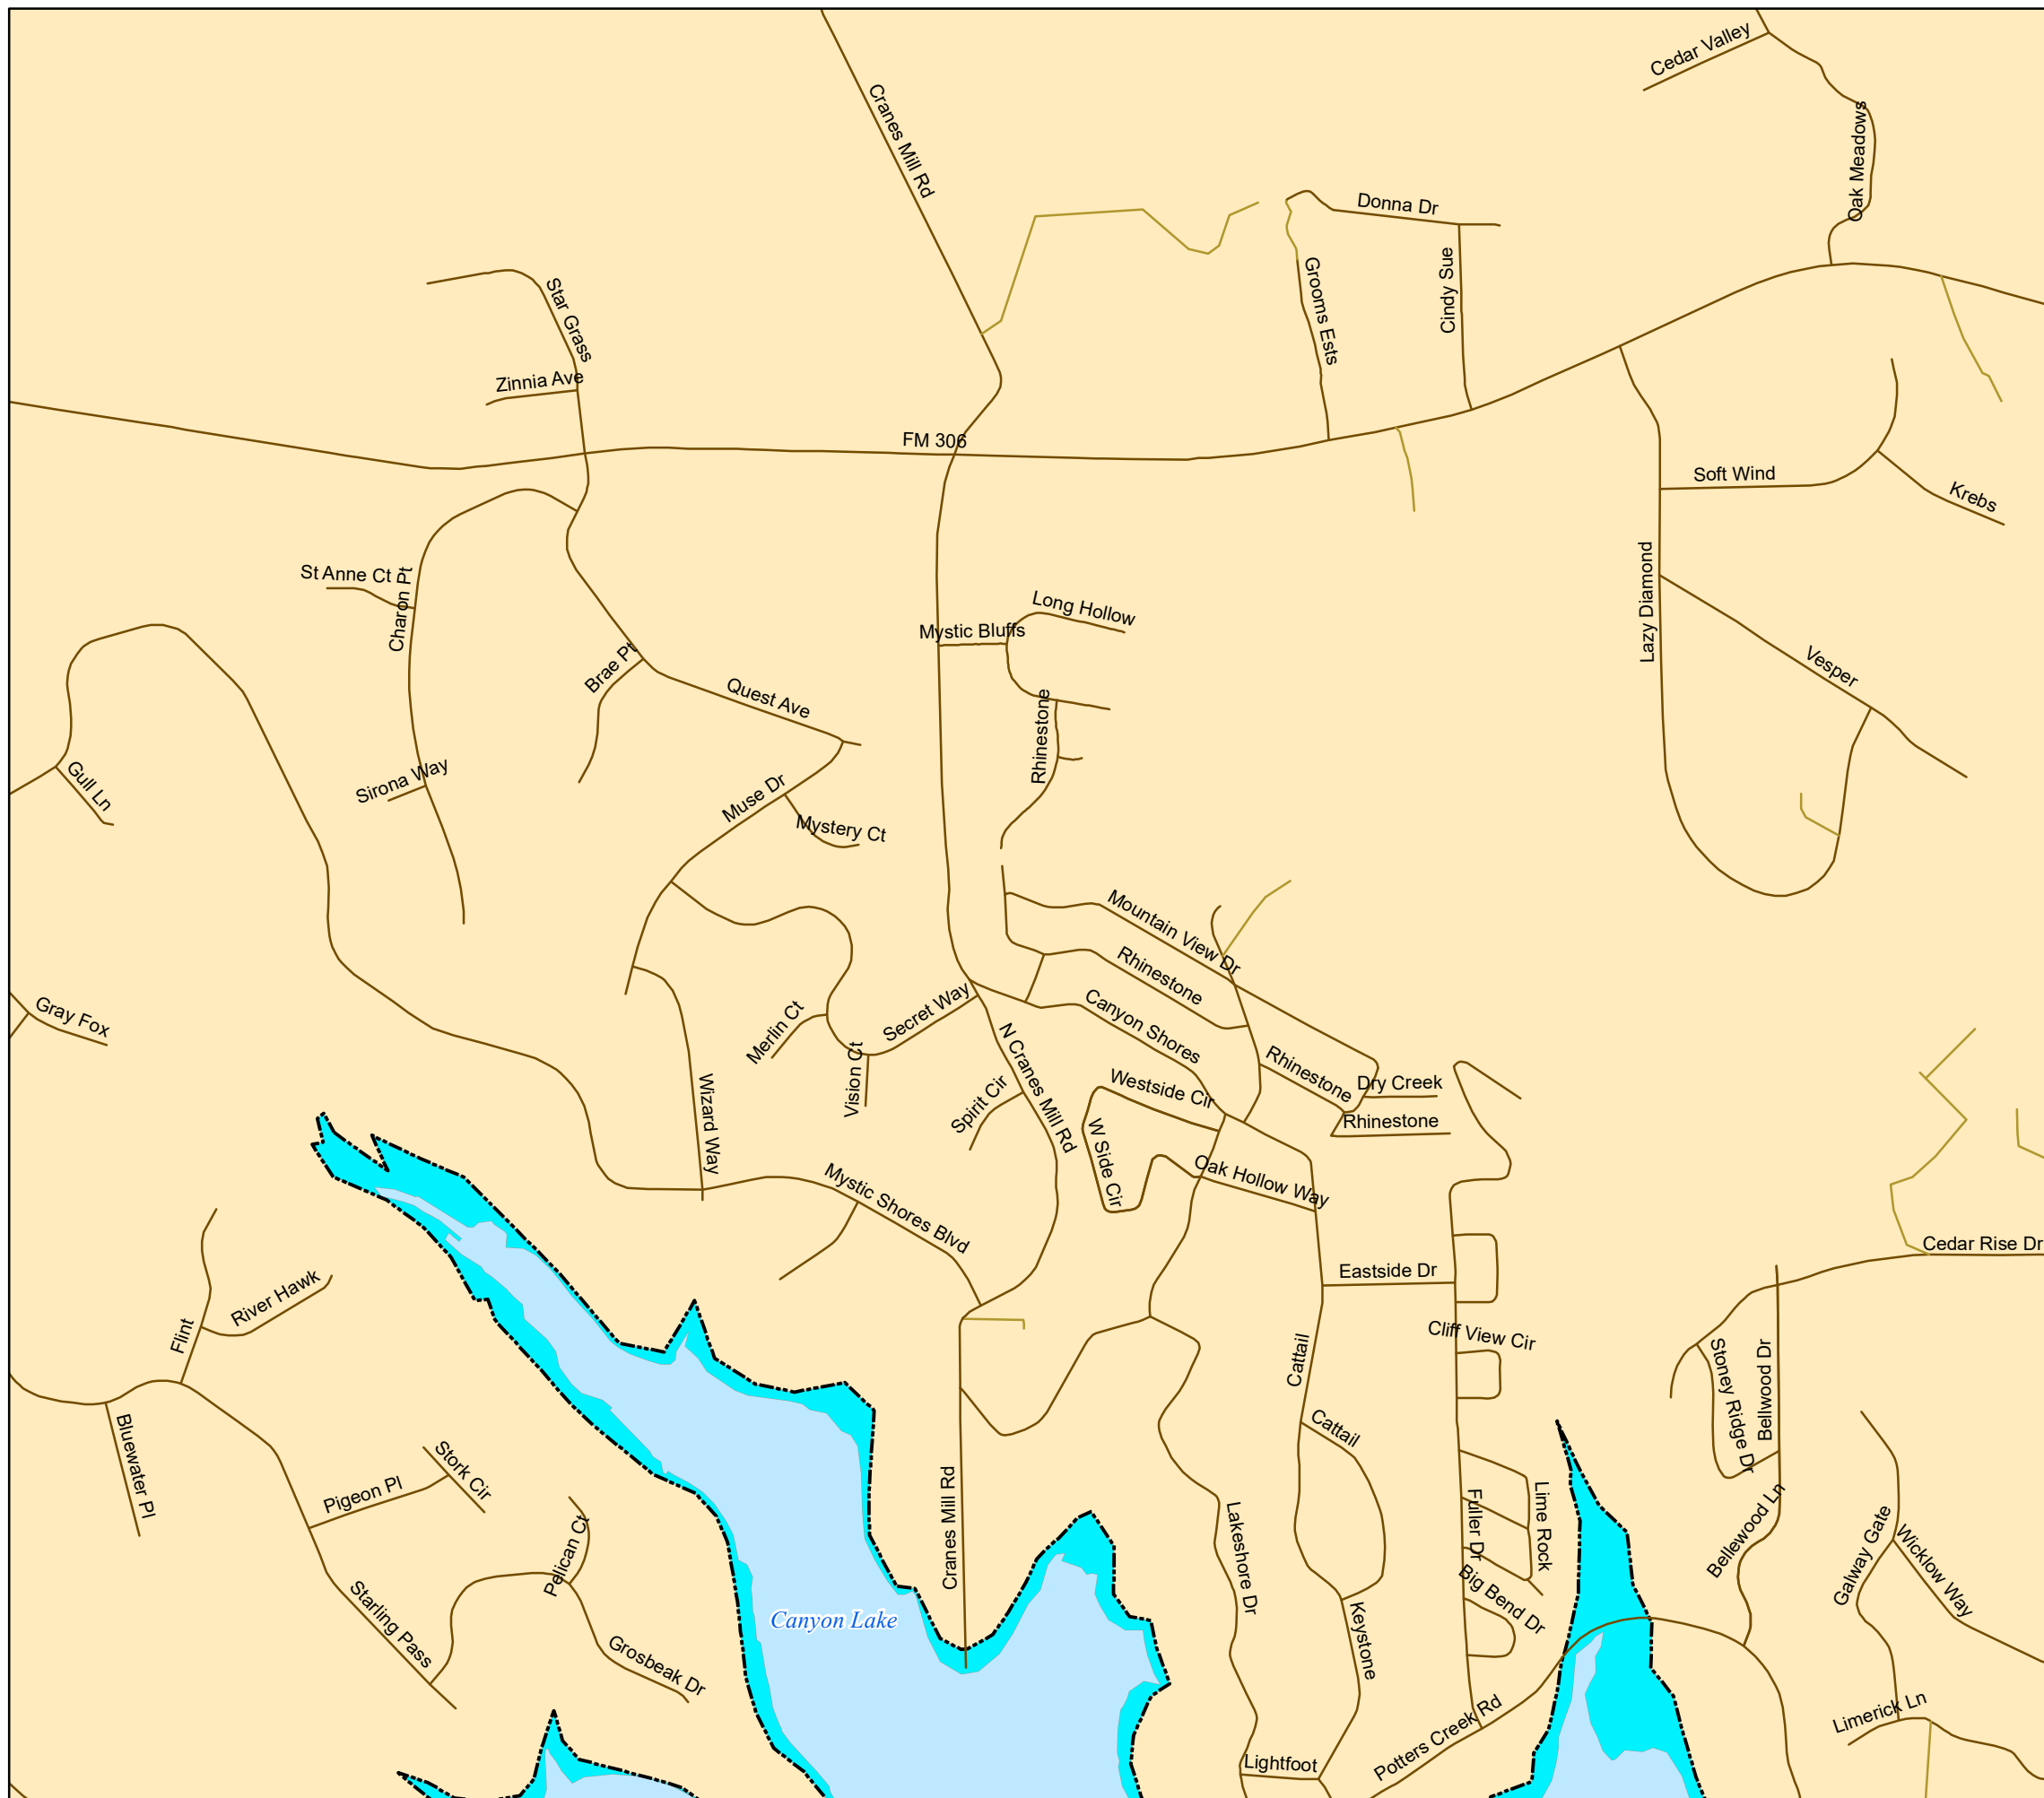 Cedar Valley
Cranes Mill Rd
Oak Meadows
Donna Dr
Cindy Sue
Grooms Ests
Star Grass
Zinnia Ave
FM 306
Soft Wind
Krebs
St Anne Ct
Charon Pt
Long Hollow
Mystic Bluffs
Lazy Diamond
Brae Pt
Vesper
Quest Ave
Rhinestone
Gull Ln
Sirona Way
Muse Dr
Mystery Ct
Mountain View Dr
Rhinestone
Gray Fox
Secret Way
Canyon Shores
Merlin Ct
N Cranes Mill Rd
Vision Ct
Rhinestone
Westside Cir
Dry Creek
Spirit Cir
Wizard Way
Rhinestone
W Side Cir
Oak Hollow Way
Mystic Shores Blvd
Cedar Rise Dr
Eastside Dr
River Hawk
Flint
Cliff View Cir
Cattail
Stoney Ridge Dr
Bellwood Dr
Cattail
Bluewater Pl
Stork Cir
Pigeon Pl
Cranes Mill Rd
Lakeshore Dr
Fuller Dr
Lime Rock
Bellewood Ln
Galway Gate
Wicklow Way
Pelican Ct
Big Bend Dr
Starling Pass
Canyon Lake
Keystone
Grosbeak Dr
Limerick Ln
Potters Creek Rd
Lightfoot